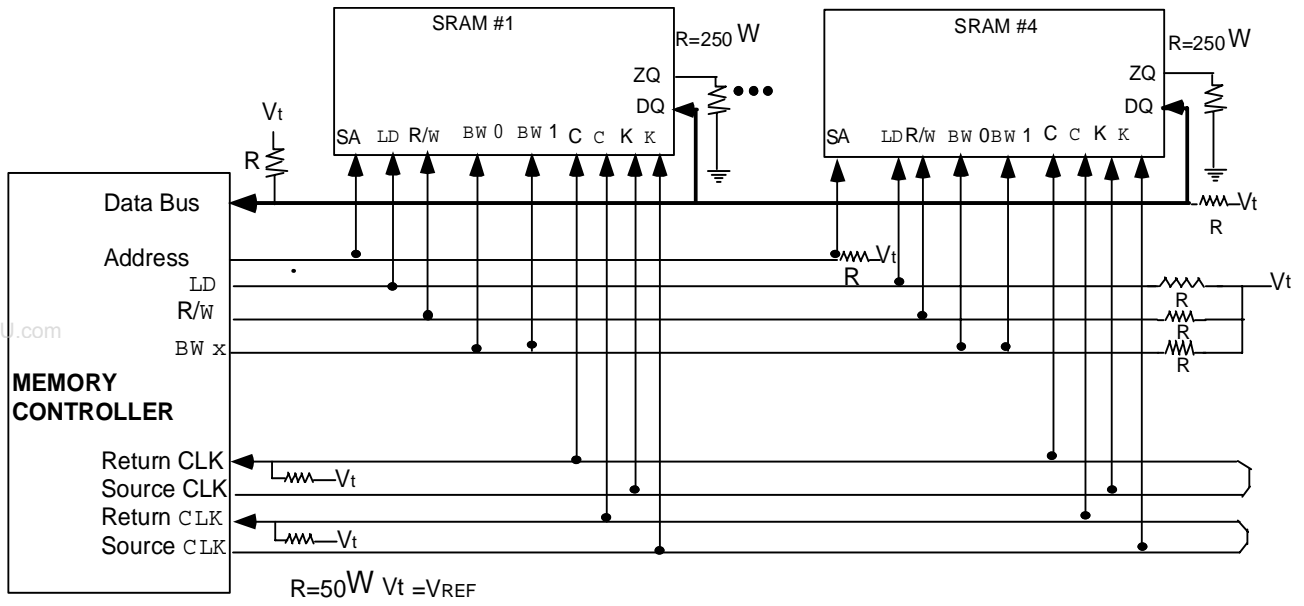 SRAM #1
R=250 W
ZQ
DQ
SA LD R/W BW 0 BW 1 C C K K
SRAM #4
R=250 W
ZQ
DQ
SA LD R/W BW 0 BW 1 C C K K
Vt
R
Data Bus
Vt
R
Address
Vt
R
LD
Vt
R
R/W
R
BW x
R
U.com
MEMORY
CONTROLLER
Return CLK
Vt
Source CLK
Return CLK
Vt
Source CLK
R=50W Vt =VREF